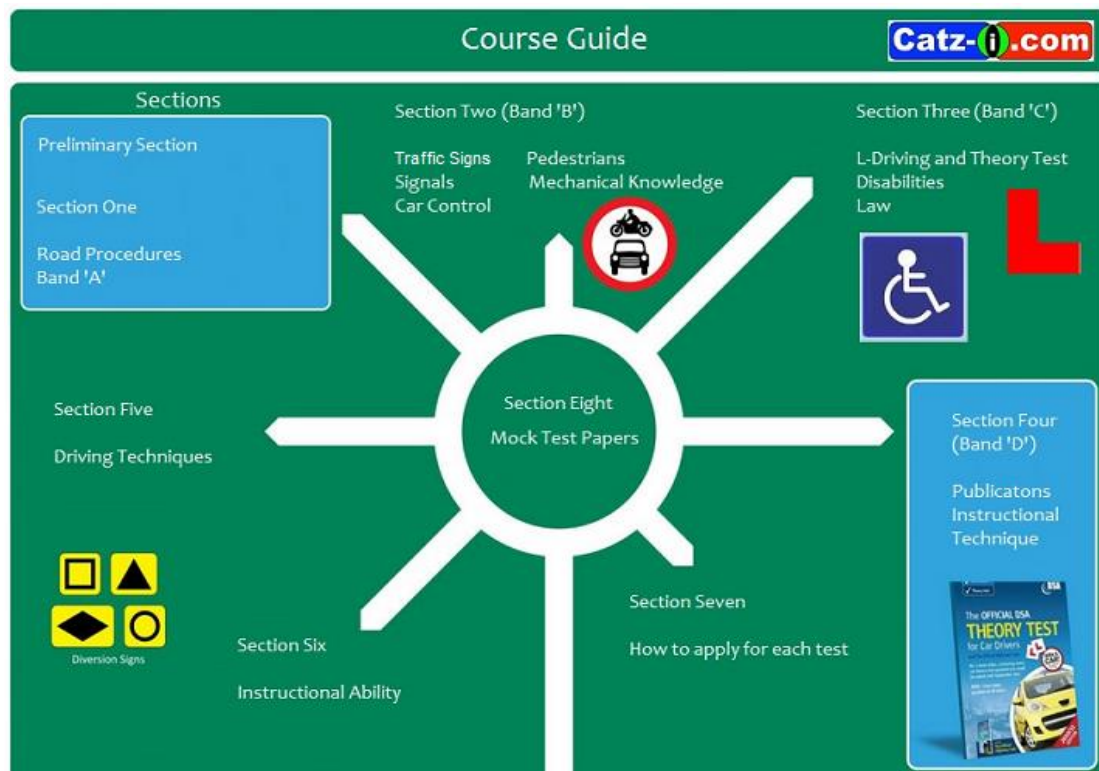 Course Guide
Catz-i.com
Sections
Preliminary Section
Section One
Road Procedures
Band 'A'
Section Two (Band 'B')
Traffic Signs
Signals
Car Control
Pedestrians
Mechanical Knowledge
Section Three (Band 'C')
L-Driving and Theory Test
Disabilities
Law
Section Four
(Band 'D')
Publicatons
Instructional
Technique
The OFFICIAL DSA
THEORY TEST
for Car Drivers
DSA
Section Five
Driving Techniques
Diversion Signs
Section Six
Instructional Ability
Section Seven
How to apply for each test
Section Eight
Mock Test Papers